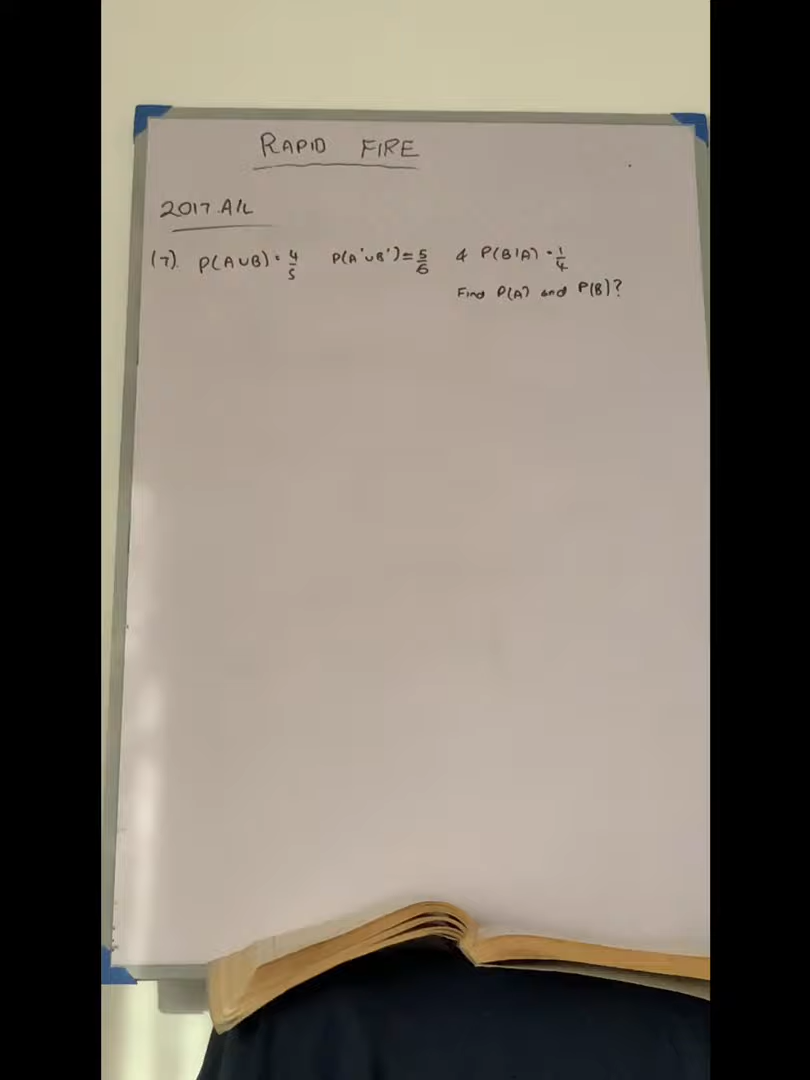 RAPID FIRE
2017 A/L
(7). P(A∪B) = 4/5 P(A'∪B') = 5/6 & P(B|A) = 1/4
Find P(A) and P(B)?